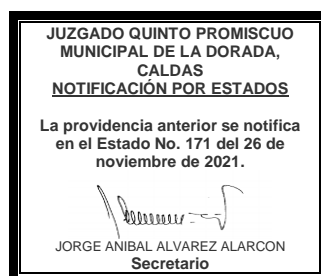 JUZGADO QUINTO PROMISCUO
MUNICIPAL DE LA DORADA,
CALDAS
NOTIFICACIÓN POR ESTADOS
La providencia anterior se notifica
en el Estado No. 171 del 26 de
noviembre de 2021.
JORGE ANIBAL ALVAREZ ALARCON
Secretario